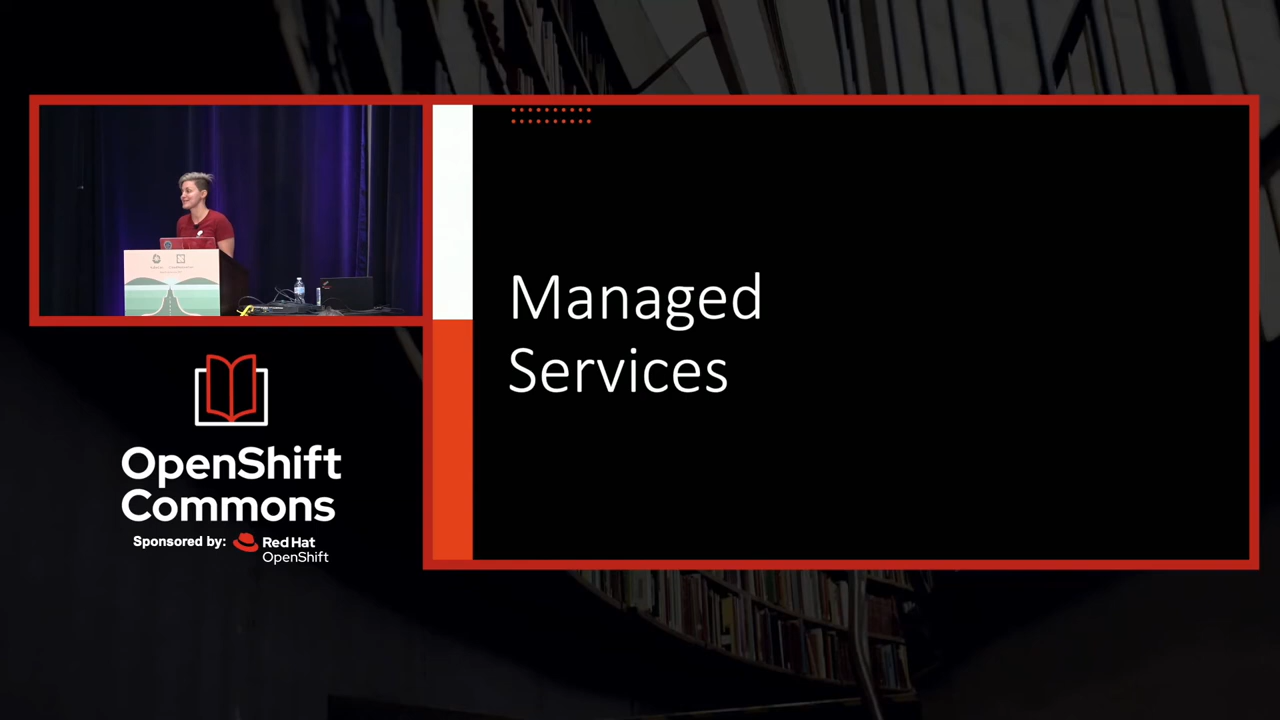 Managed
Services
OpenShift
Commons
Sponsored by:
Red Hat
OpenShift